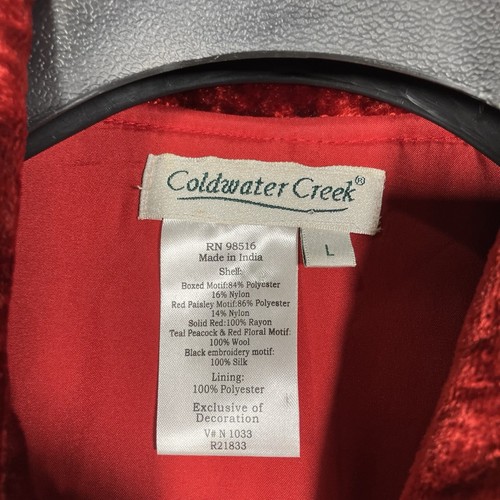 Coldwater Creek®
L
RN 98516
Made in India
Shell:
Boxed Motif:84% Polyester
16% Nylon
Red Paisley Motif:86% Polyester
14% Nylon
Solid Red:100% Rayon
Teal Peacock & Red Floral Motif:
100% Wool
Black embroidery motif:
100% Silk
Lining:
100% Polyester
Exclusive of
Decoration
V# N 1033
R21833